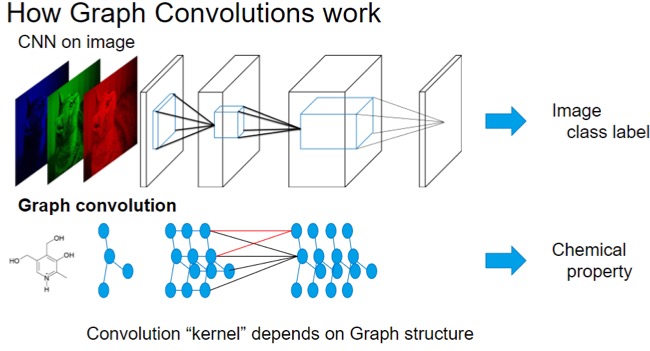 How Graph Convolutions work
CNN on image
Image
class label
Graph convolution
OH
HO
OH
HO
N
H
Chemical
property
Convolution “kernel” depends on Graph structure